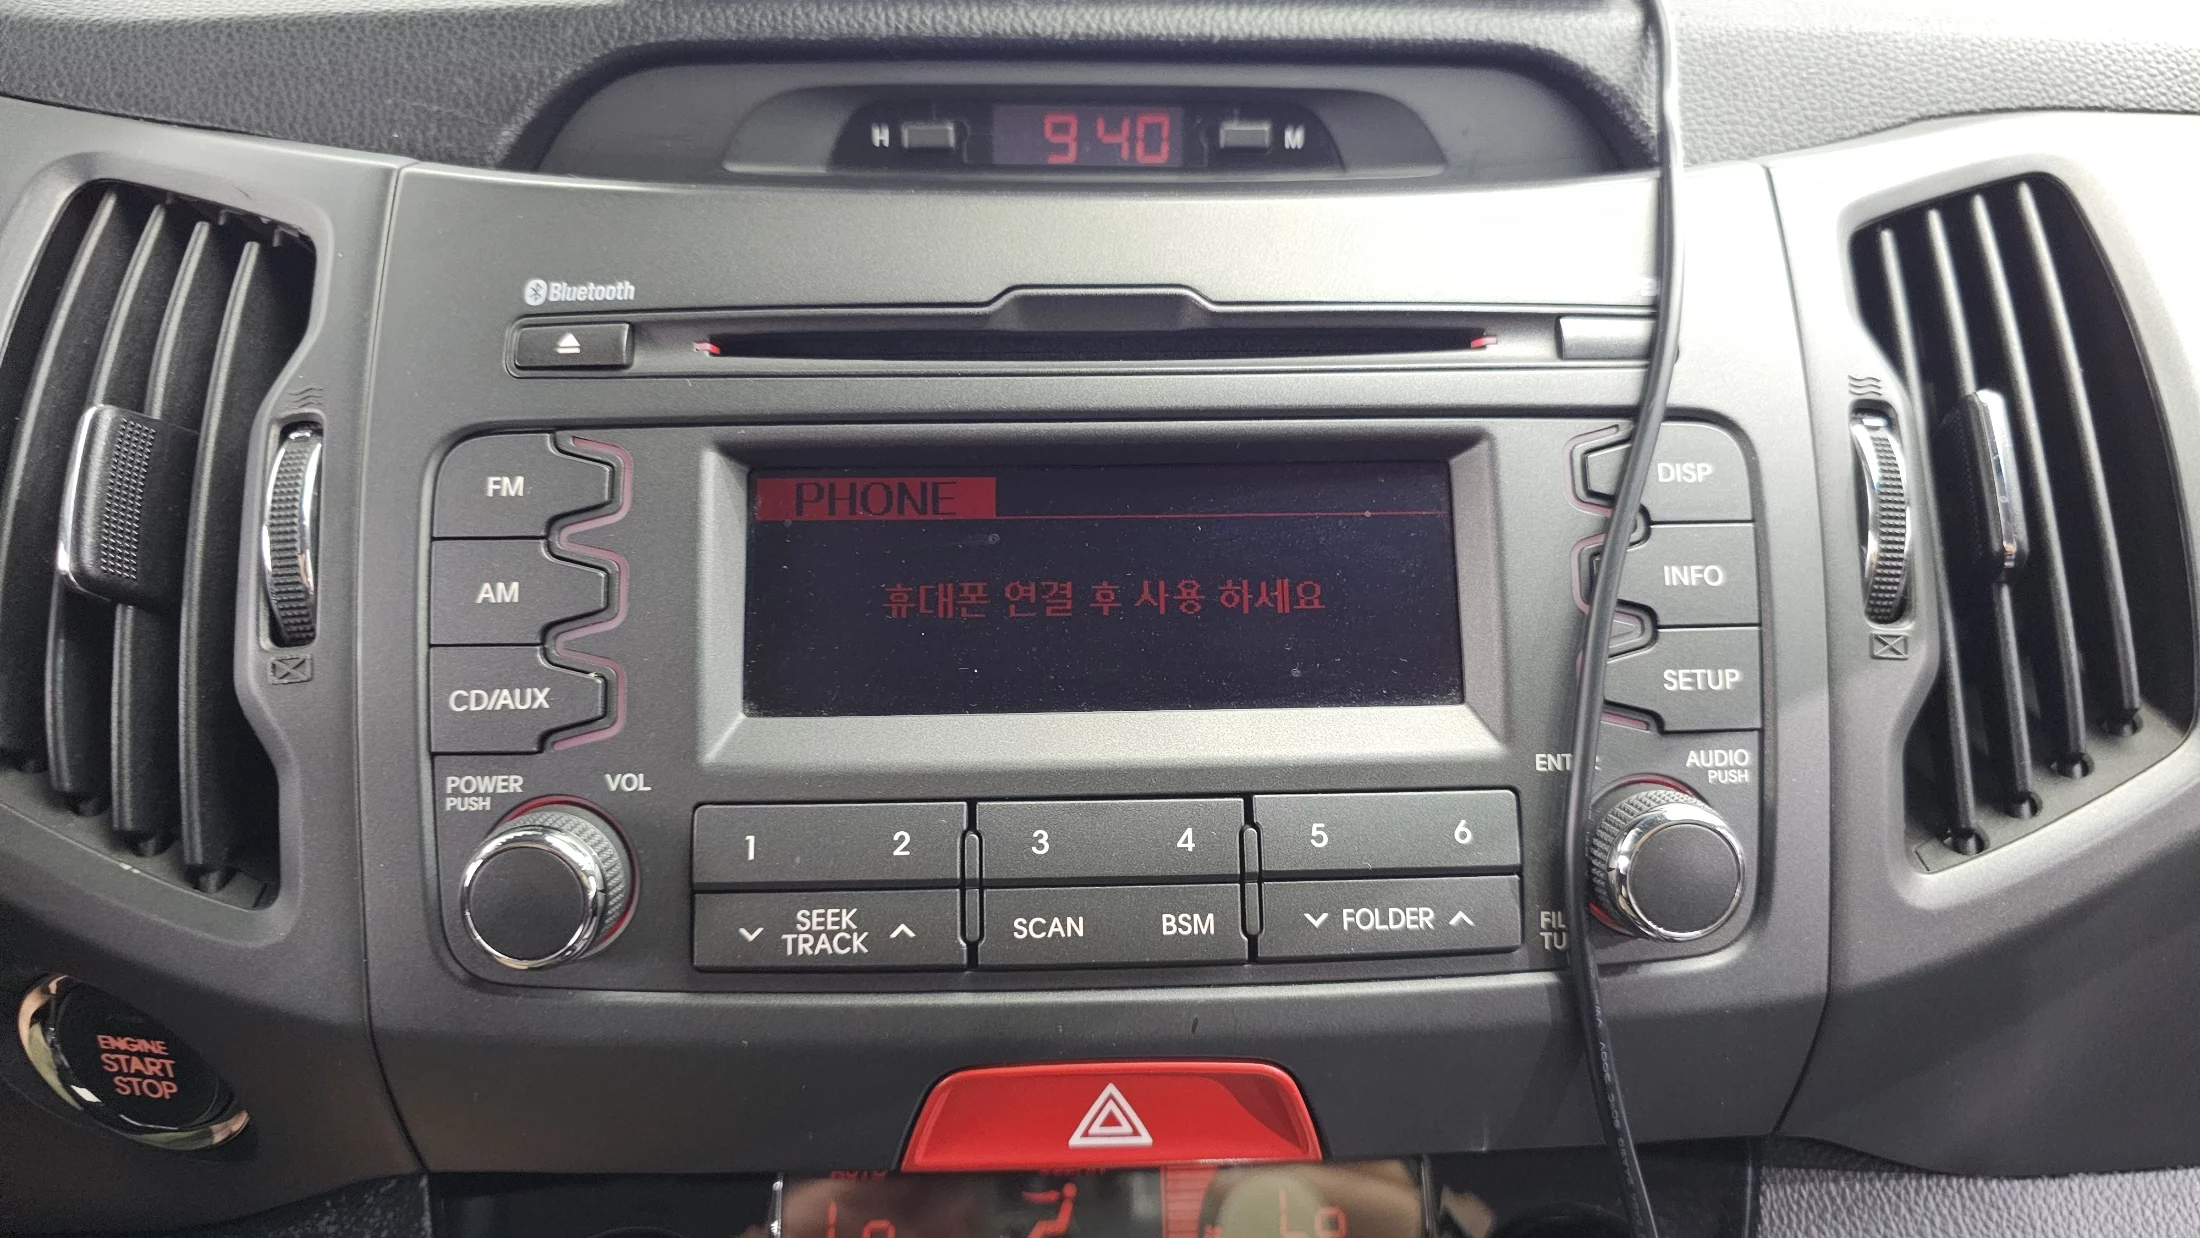 H 9:40 M
Bluetooth
FM
AM
CD/AUX
PHONE
휴대폰 연결 후 사용 하세요
DISP
INFO
SETUP
POWER
PUSH
VOL
AUDIO
PUSH
1 2 3 4 5 6
SEEK
TRACK
SCAN BSM
FOLDER
ENGINE
START
STOP
Lo
Lo